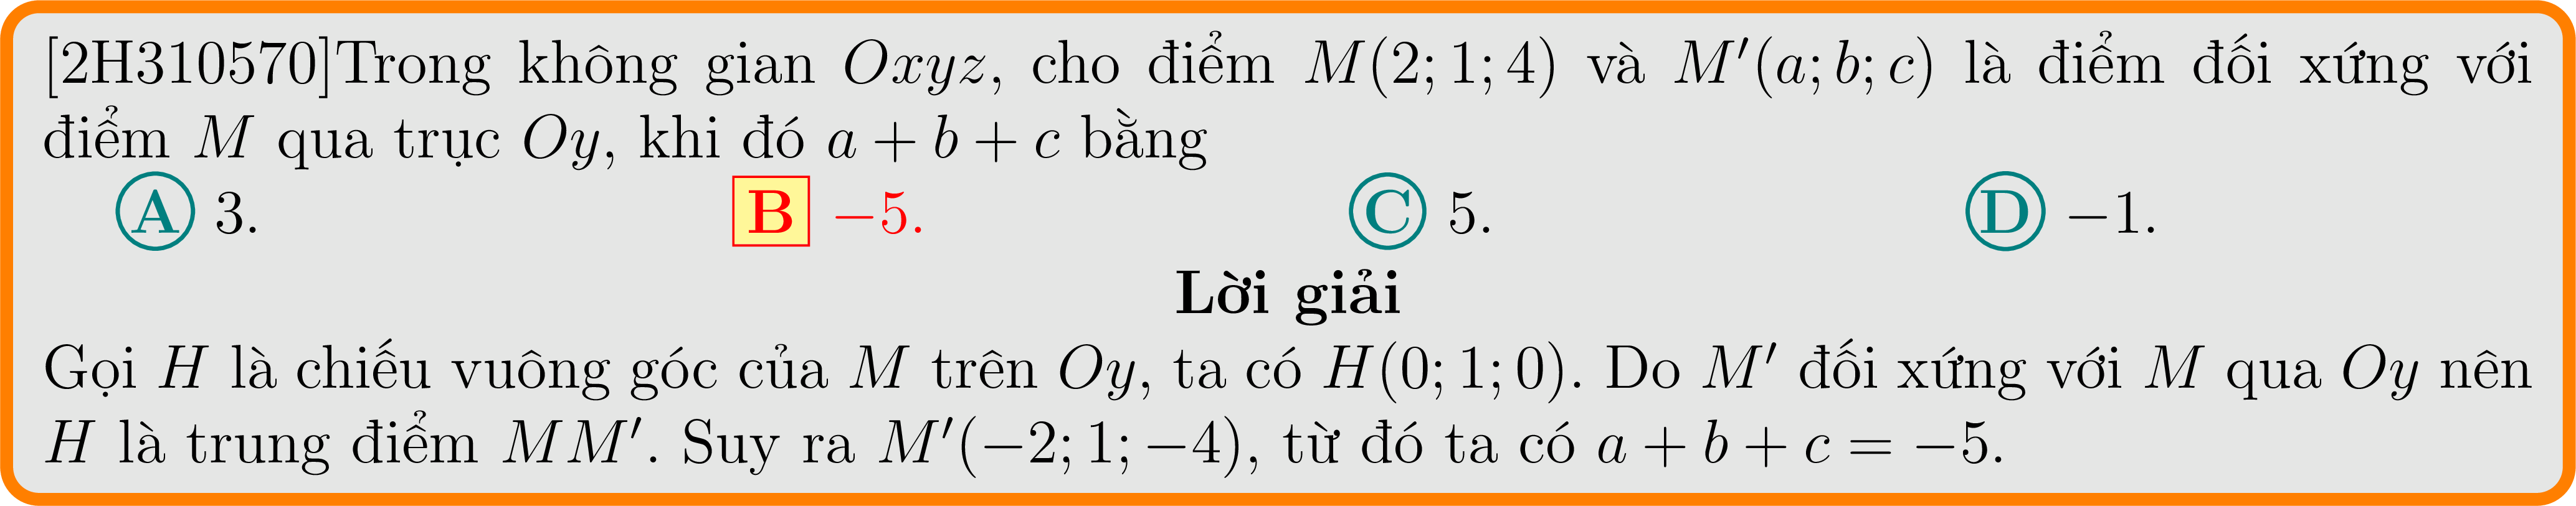 [2H310570]Trong không gian Oxyz, cho điểm M(2; 1; 4) và M′(a; b; c) là điểm đối xứng với
điểm M qua trục Oy, khi đó a + b + c bằng
A 3. B −5. C 5. D −1.
Lời giải
Gọi H là chiếu vuông góc của M trên Oy, ta có H(0; 1; 0). Do M′ đối xứng với M qua Oy nên
H là trung điểm MM′. Suy ra M′(−2; 1; −4), từ đó ta có a + b + c = −5.